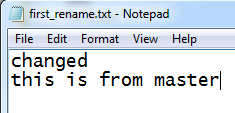 first_rename.txt - Notepad
File Edit Format View Help
changed
this is from master